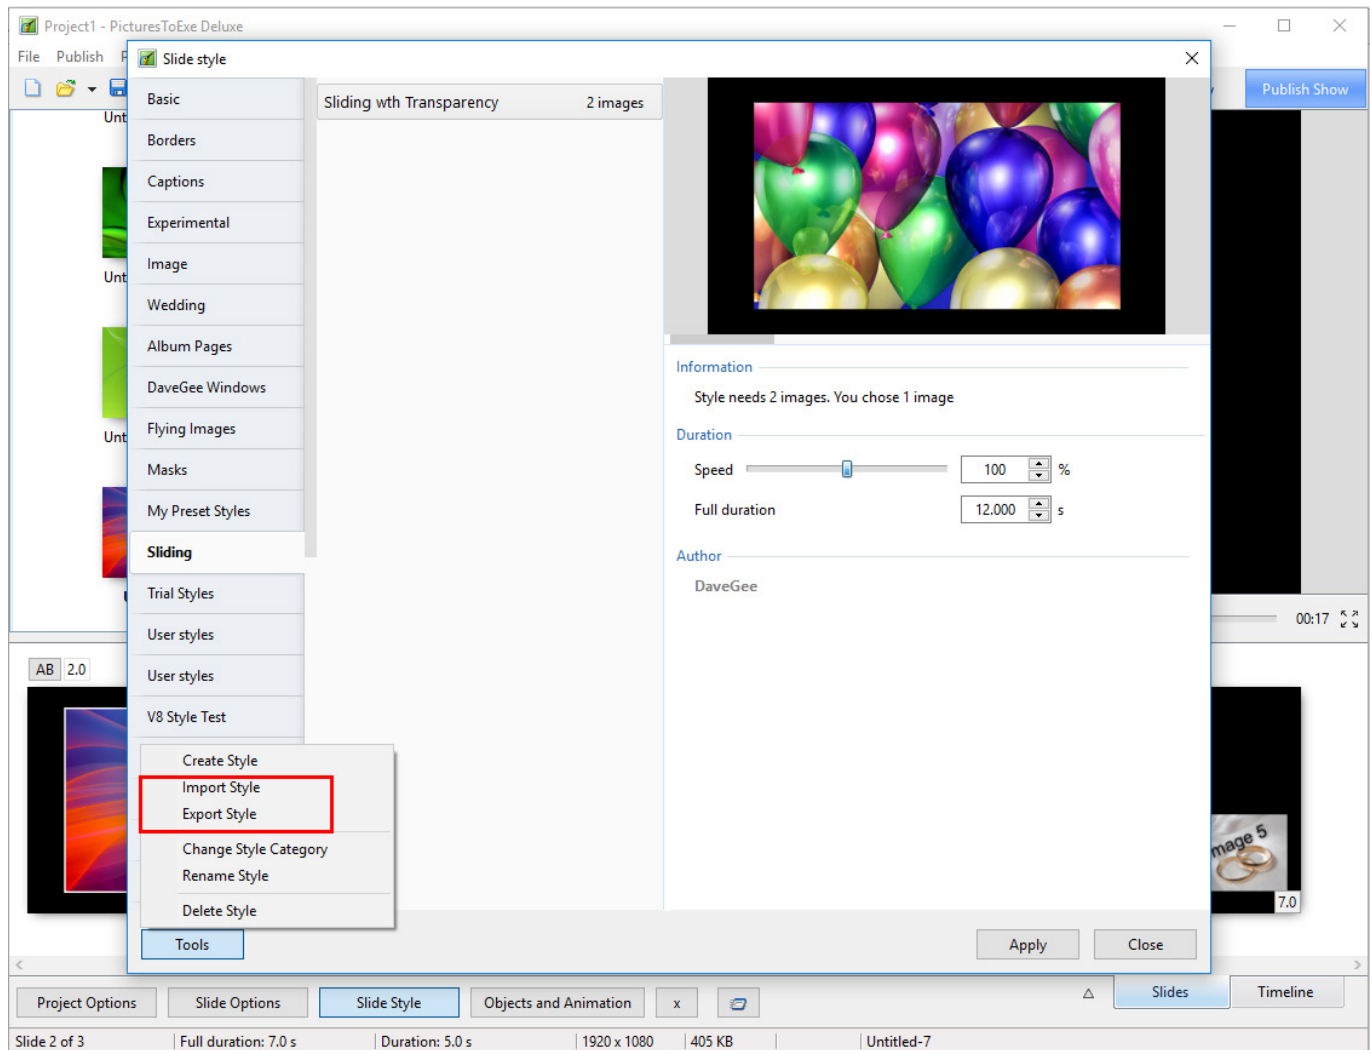 Project1 - PicturesToExe Deluxe
File Publish P
Slide style
Publish Show
Basic
Borders
Captions
Experimental
Image
Wedding
Album Pages
DaveGee Windows
Flying Images
Masks
My Preset Styles
Sliding
Trial Styles
User styles
User styles
V8 Style Test
Sliding wth Transparency 2 images
Information
Style needs 2 images. You chose 1 image
Duration
Speed 100 %
Full duration 12.000 s
Author
DaveGee
Unt
Unt
Unt
00:17
AB 2.0
Create Style
Import Style
Export Style
Change Style Category
Rename Style
Delete Style
Tools
Apply Close
mage 5
7.0
Project Options Slide Options Slide Style Objects and Animation x Slides Timeline
Slide 2 of 3 Full duration: 7.0 s Duration: 5.0 s 1920 x 1080 405 KB Untitled-7